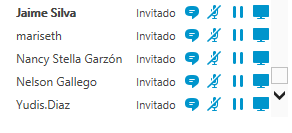 Jaime Silva Invitado
mariseth Invitado
Nancy Stella Garzón Invitado
Nelson Gallego Invitado
Yudis.Diaz Invitado